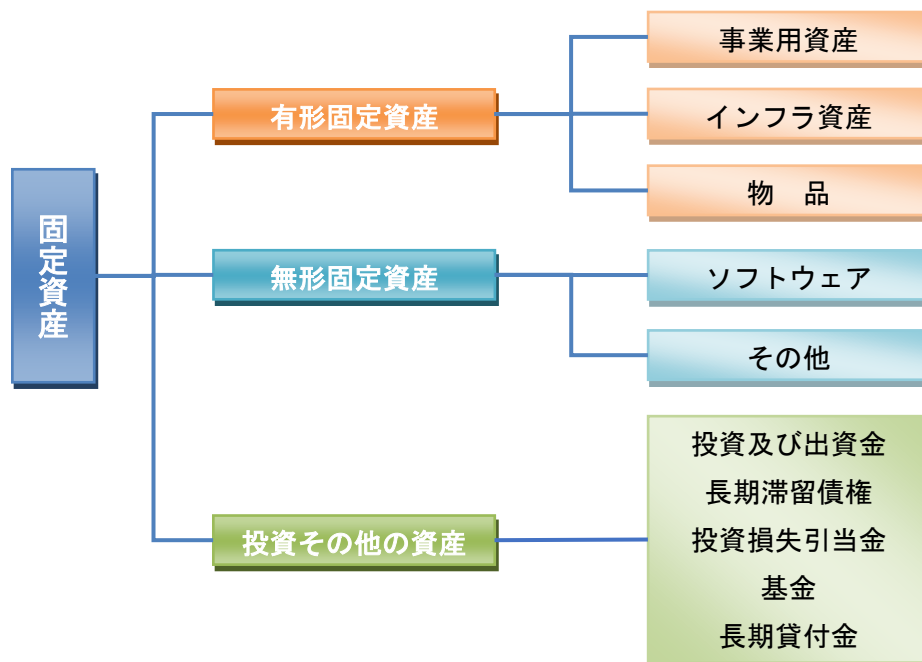 固定資産
有形固定資産
事業用資産
インフラ資産
物　品
無形固定資産
ソフトウェア
その他
投資その他の資産
投資及び出資金
長期滞留債権
投資損失引当金
基金
長期貸付金